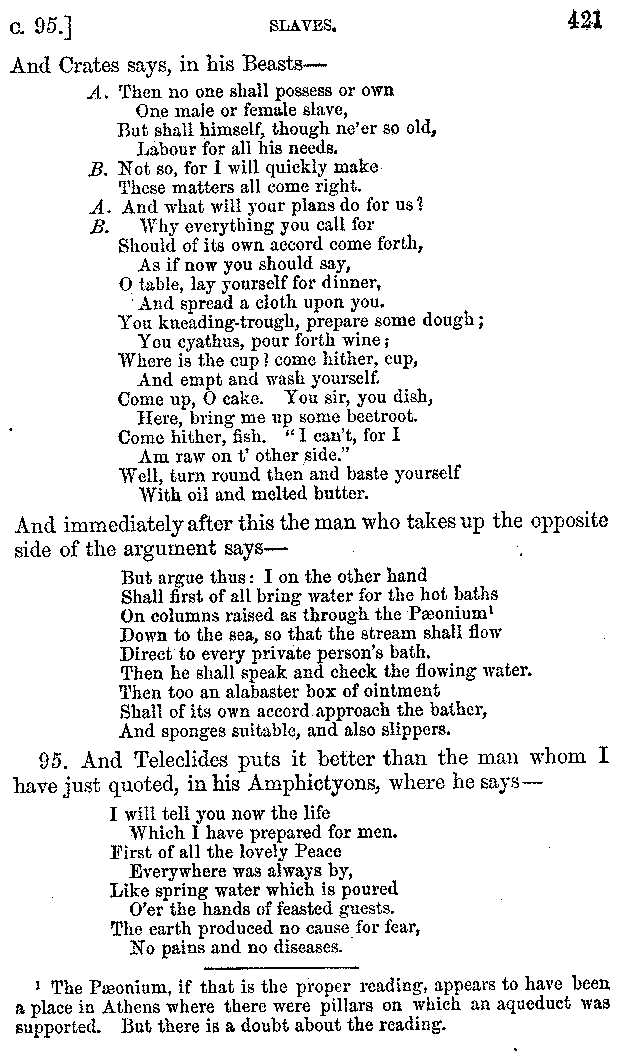 c. 95.] SLAVES. 421
And Crates says, in his Beasts—
A. Then no one shall possess or own
One male or female slave,
But shall himself, though ne'er so old,
Labour for all his needs.
B. Not so, for I will quickly make
These matters all come right.
A. And what will your plans do for us?
B. Why everything you call for
Should of its own accord come forth,
As if now you should say,
O table, lay yourself for dinner,
And spread a cloth upon you.
You kneading-trough, prepare some dough;
You cyathus, pour forth wine;
Where is the cup? come hither, cup,
And empt and wash yourself.
Come up, O cake. You sir, you dish,
Here, bring me up some beetroot.
Come hither, fish. "I can't, for I
Am raw on t' other side."
Well, turn round then and baste yourself
With oil and melted butter.
And immediately after this the man who takes up the opposite
side of the argument says—
But argue thus: I on the other hand
Shall first of all bring water for the hot baths
On columns raised as through the Pæonium¹
Down to the sea, so that the stream shall flow
Direct to every private person's bath.
Then he shall speak and check the flowing water.
Then too an alabaster box of ointment
Shall of its own accord approach the bather,
And sponges suitable, and also slippers.
95. And Teleclides puts it better than the man whom I
have just quoted, in his Amphictyons, where he says—
I will tell you now the life
Which I have prepared for men.
First of all the lovely Peace
Everywhere was always by,
Like spring water which is poured
O'er the hands of feasted guests.
The earth produced no cause for fear,
No pains and no diseases.
¹ The Pæonium, if that is the proper reading, appears to have been
a place in Athens where there were pillars on which an aqueduct was
supported. But there is a doubt about the reading.